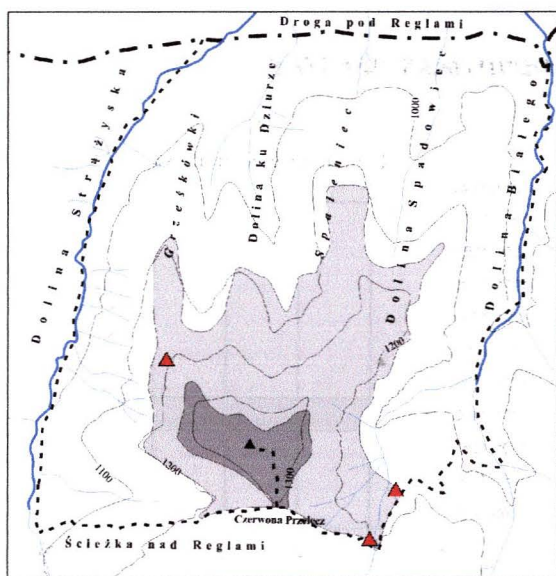 Droga pod Reglami
Dolina Strążyska
Grześkówki
Dolina ku Dziurze
Spaleniec
Dolina Spadowiec
Dolina Białego
1000
1200
1100
1300
1300
Czerwona Przełęcz
Ścieżka nad Reglami